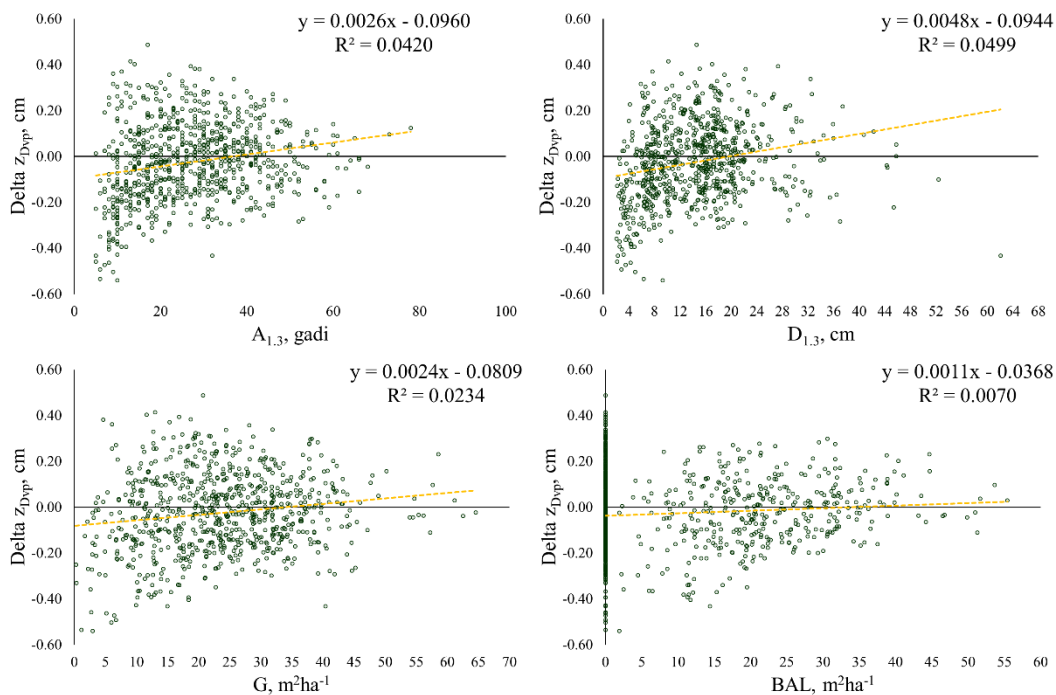 y = 0.0026x - 0.0960
R² = 0.0420
0.60
0.40
0.20
0.00
-0.20
-0.40
-0.60
Delta z_Dvp, cm
0 20 40 60 80 100
A_1.3, gadi
y = 0.0048x - 0.0944
R² = 0.0499
0.60
0.40
0.20
0.00
-0.20
-0.40
-0.60
Delta z_Dvp, cm
0 4 8 12 16 20 24 28 32 36 40 44 48 52 56 60 64 68
D_1.3, cm
y = 0.0024x - 0.0809
R² = 0.0234
0.60
0.40
0.20
0.00
-0.20
-0.40
-0.60
Delta z_Dvp, cm
0 10 20 30 40 50 60 70
G, m²ha⁻¹
y = 0.0011x - 0.0368
R² = 0.0070
0.60
0.40
0.20
0.00
-0.20
-0.40
-0.60
Delta z_Dvp, cm
0 5 10 15 20 25 30 35 40 45 50 55 60
BAL, m²ha⁻¹